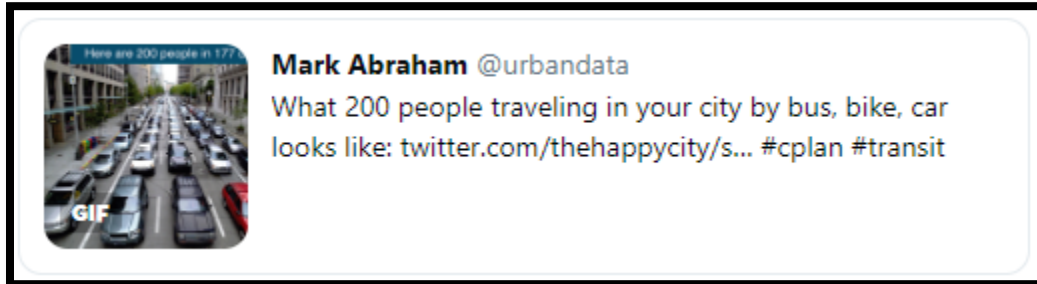 Here are 200 people in 177
Mark Abraham @urbandata
What 200 people traveling in your city by bus, bike, car
looks like: twitter.com/thehappycity/s... #cplan #transit
GIF